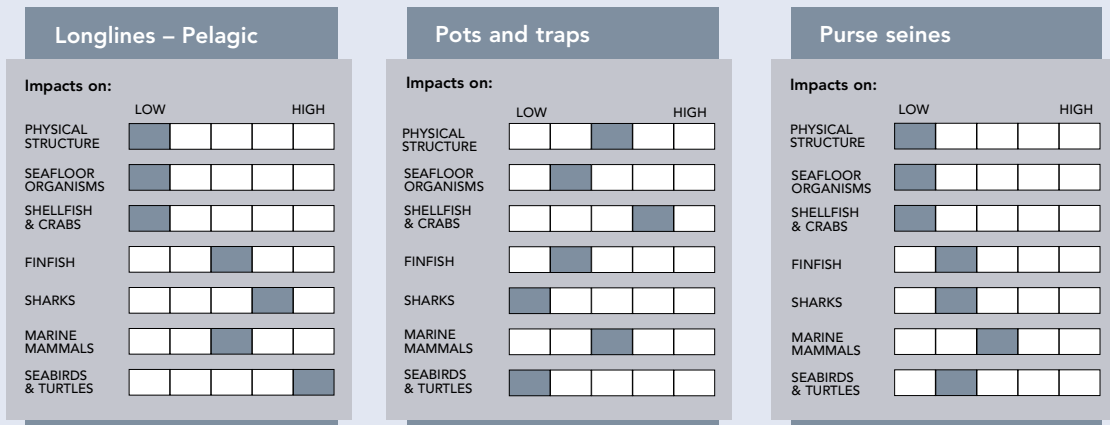 Longlines – Pelagic
Impacts on:
LOW HIGH
PHYSICAL
STRUCTURE
SEAFLOOR
ORGANISMS
SHELLFISH
& CRABS
FINFISH
SHARKS
MARINE
MAMMALS
SEABIRDS
& TURTLES
Pots and traps
Impacts on:
LOW HIGH
PHYSICAL
STRUCTURE
SEAFLOOR
ORGANISMS
SHELLFISH
& CRABS
FINFISH
SHARKS
MARINE
MAMMALS
SEABIRDS
& TURTLES
Purse seines
Impacts on:
LOW HIGH
PHYSICAL
STRUCTURE
SEAFLOOR
ORGANISMS
SHELLFISH
& CRABS
FINFISH
SHARKS
MARINE
MAMMALS
SEABIRDS
& TURTLES